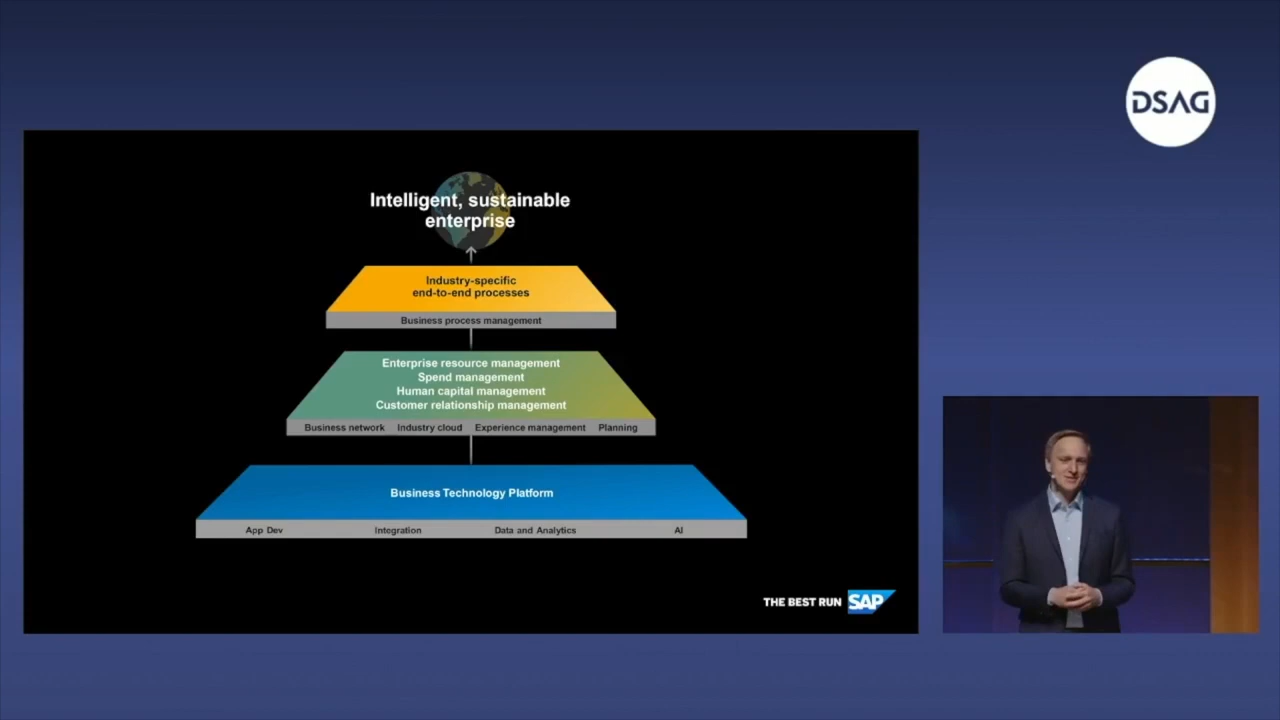 DSAG
Intelligent, sustainable
enterprise
Industry-specific
end-to-end processes
Business process management
Enterprise resource management
Spend management
Human capital management
Customer relationship management
Business network Industry cloud Experience management Planning
Business Technology Platform
App Dev Integration Data and Analytics AI
THE BEST RUN SAP